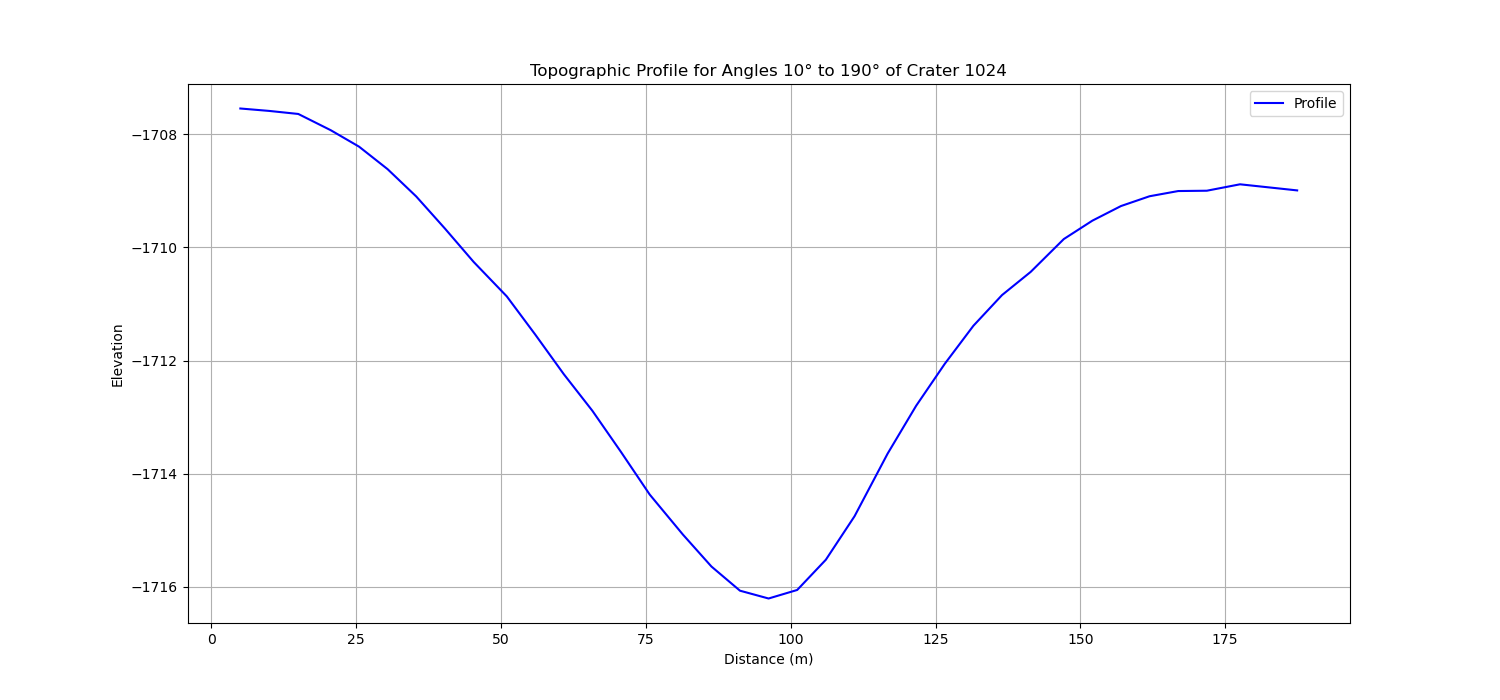 Topographic Profile for Angles 10° to 190° of Crater 1024
Profile
−1708
−1710
−1712
−1714
−1716
Elevation
0 25 50 75 100 125 150 175
Distance (m)